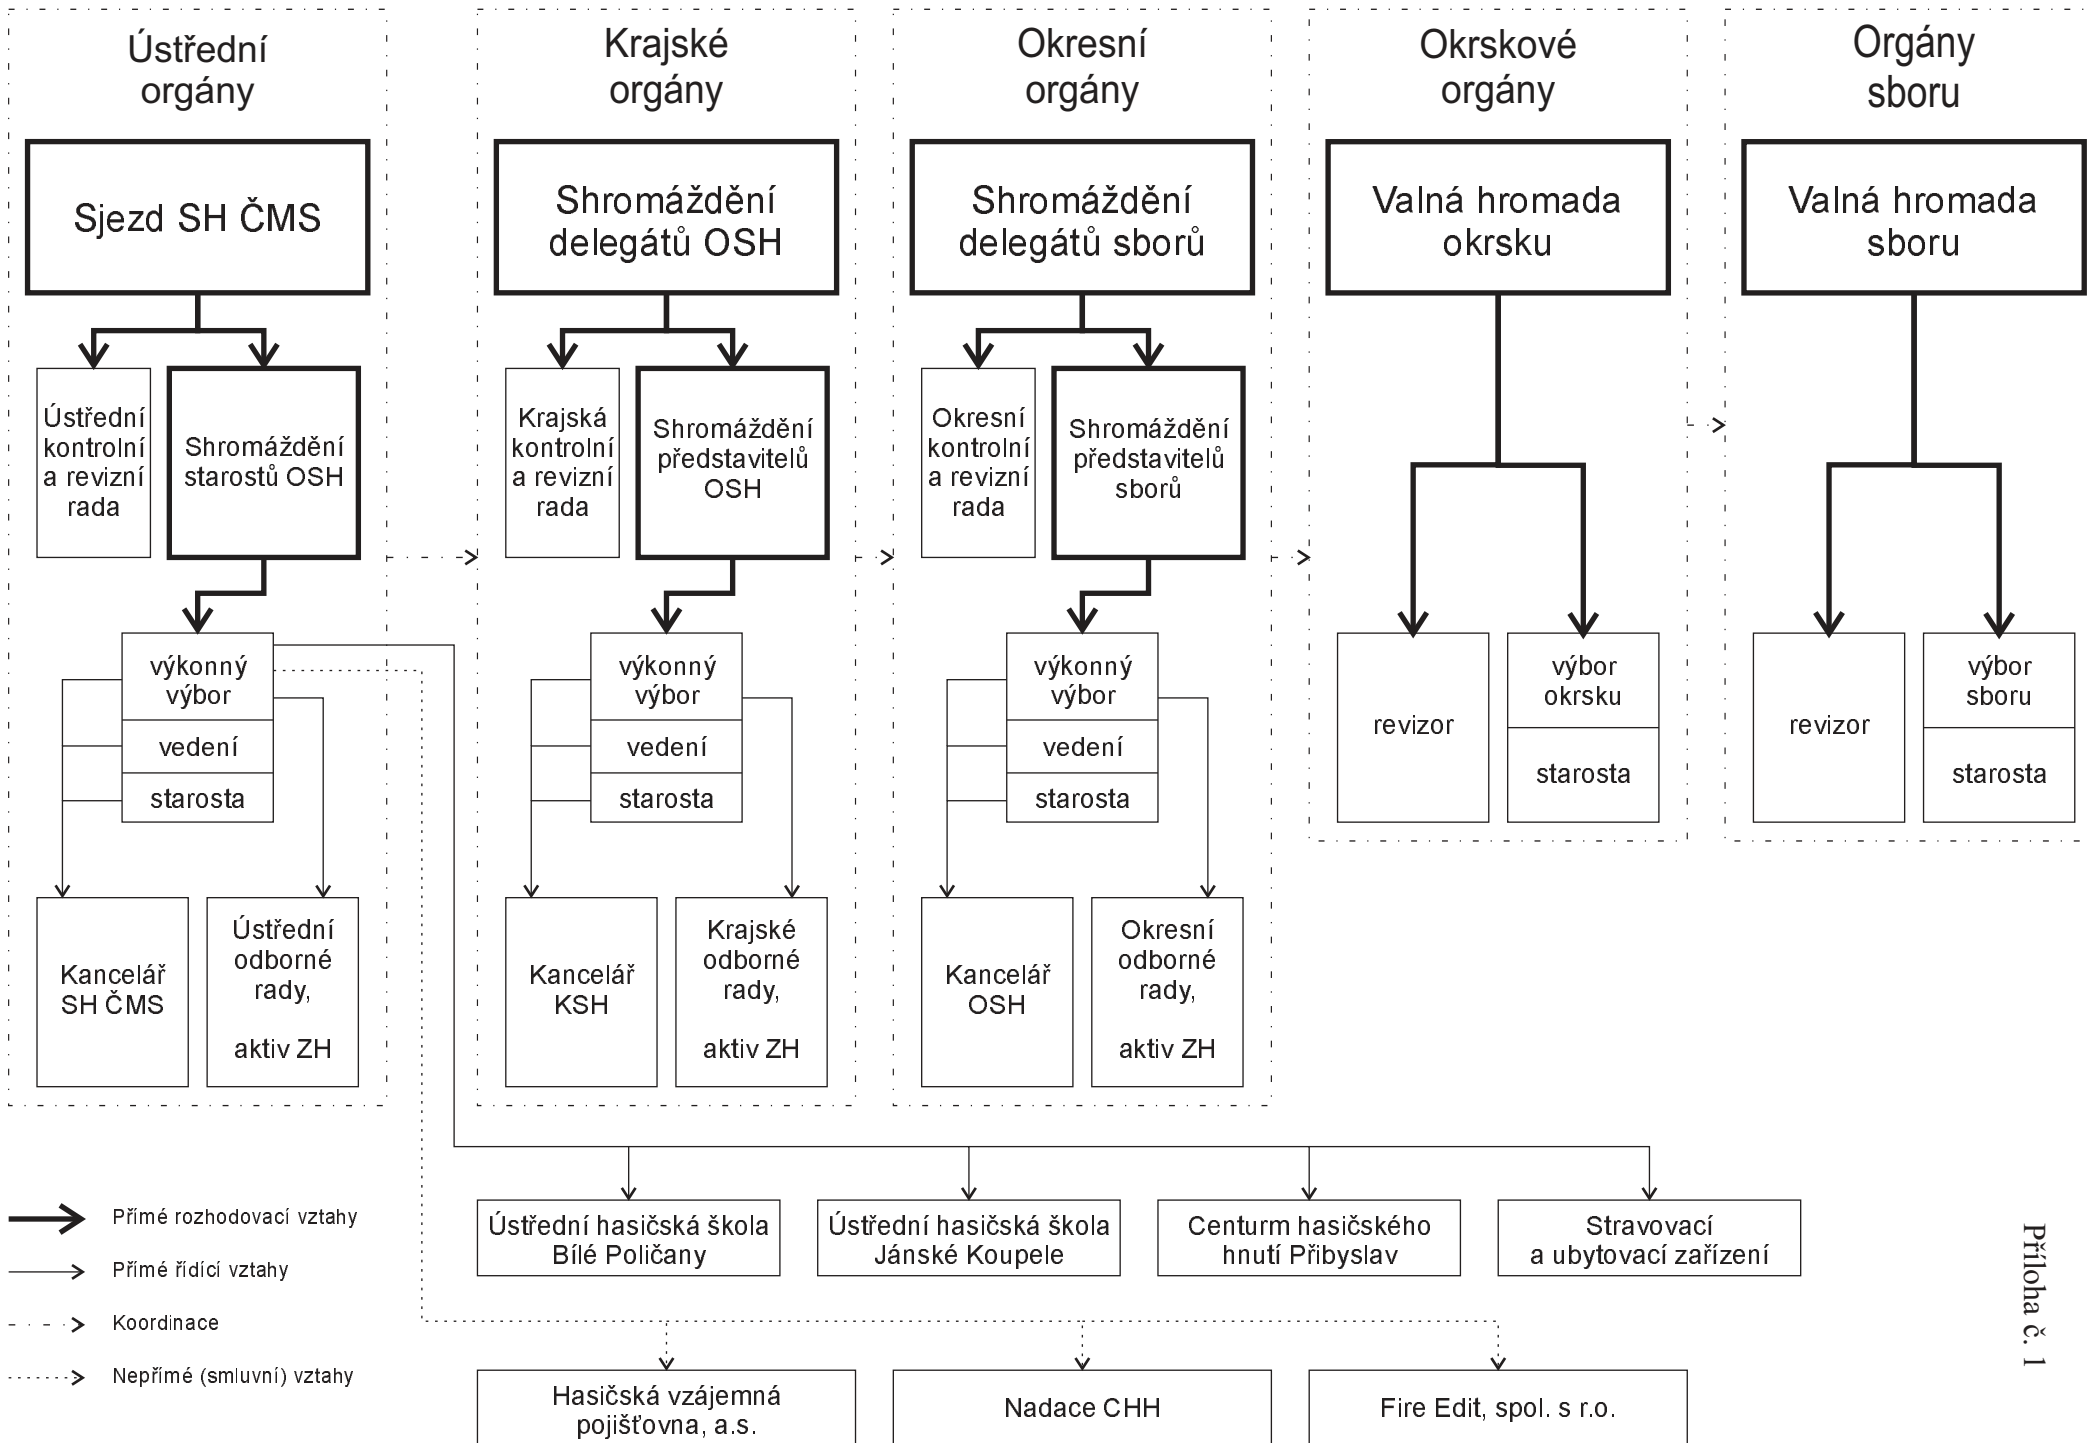 Ústřední
orgány
Sjezd SH ČMS
Ústřední
kontrolní
a revizní
rada
Shromáždění
starostů OSH
výkonný
výbor
vedení
starosta
Kancelář
SH ČMS
Ústřední
odborné
rady,
aktiv ZH
Krajské
orgány
Shromáždění
delegátů OSH
Krajská
kontrolní
a revizní
rada
Shromáždění
představitelů
OSH
výkonný
výbor
vedení
starosta
Kancelář
KSH
Krajské
odborné
rady,
aktiv ZH
Okresní
orgány
Shromáždění
delegátů sborů
Okresní
kontrolní
a revizní
rada
Shromáždění
představitelů
sborů
výkonný
výbor
vedení
starosta
Kancelář
OSH
Okresní
odborné
rady,
aktiv ZH
Okrskové
orgány
Valná hromada
okrsku
revizor
výbor
okrsku
starosta
Orgány
sboru
Valná hromada
sboru
revizor
výbor
sboru
starosta
Ústřední hasičská škola
Bílé Poličany
Ústřední hasičská škola
Jánské Koupele
Centurm hasičského
hnutí Přibyslav
Stravovací
a ubytovací zařízení
Hasičská vzájemná
pojišťovna, a.s.
Nadace CHH
Fire Edit, spol. s r.o.
Přímé rozhodovací vztahy
Přímé řídící vztahy
Koordinace
Nepřímé (smluvní) vztahy
Příloha č. 1